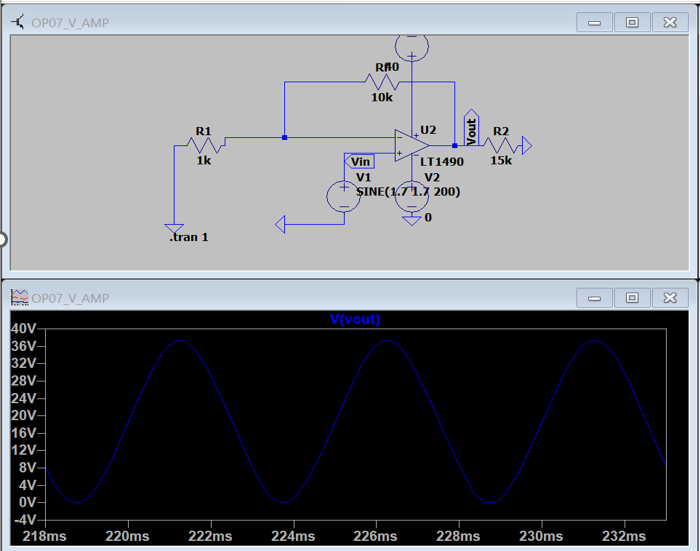 OP07_V_AMP
40
Rf
10k
U2
R1
1k
Vin
Vout
R2
15k
LT1490
V1
V2
SINE(1.7 1.7 200)
0
.tran 1
OP07_V_AMP
V(vout)
40V
36V
32V
28V
24V
20V
16V
12V
8V
4V
0V
-4V
218ms 220ms 222ms 224ms 226ms 228ms 230ms 232ms